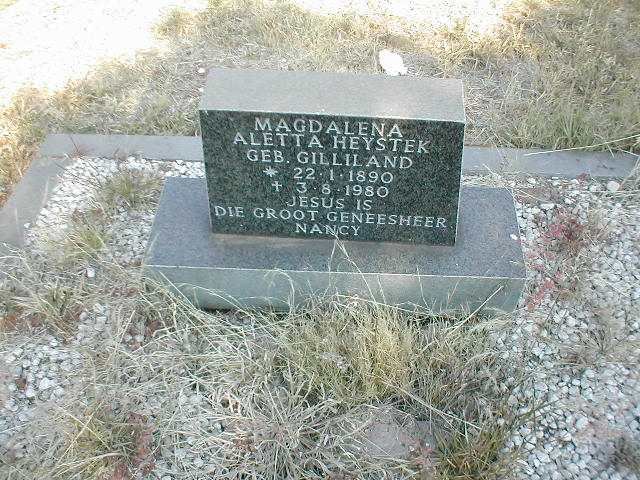 MAGDALENA
ALETTA HEYSTEK
GEB. GILLILAND
* 22·1·1890
+ 3·8·1980
JESUS IS
DIE GROOT GENEESHEER
NANCY